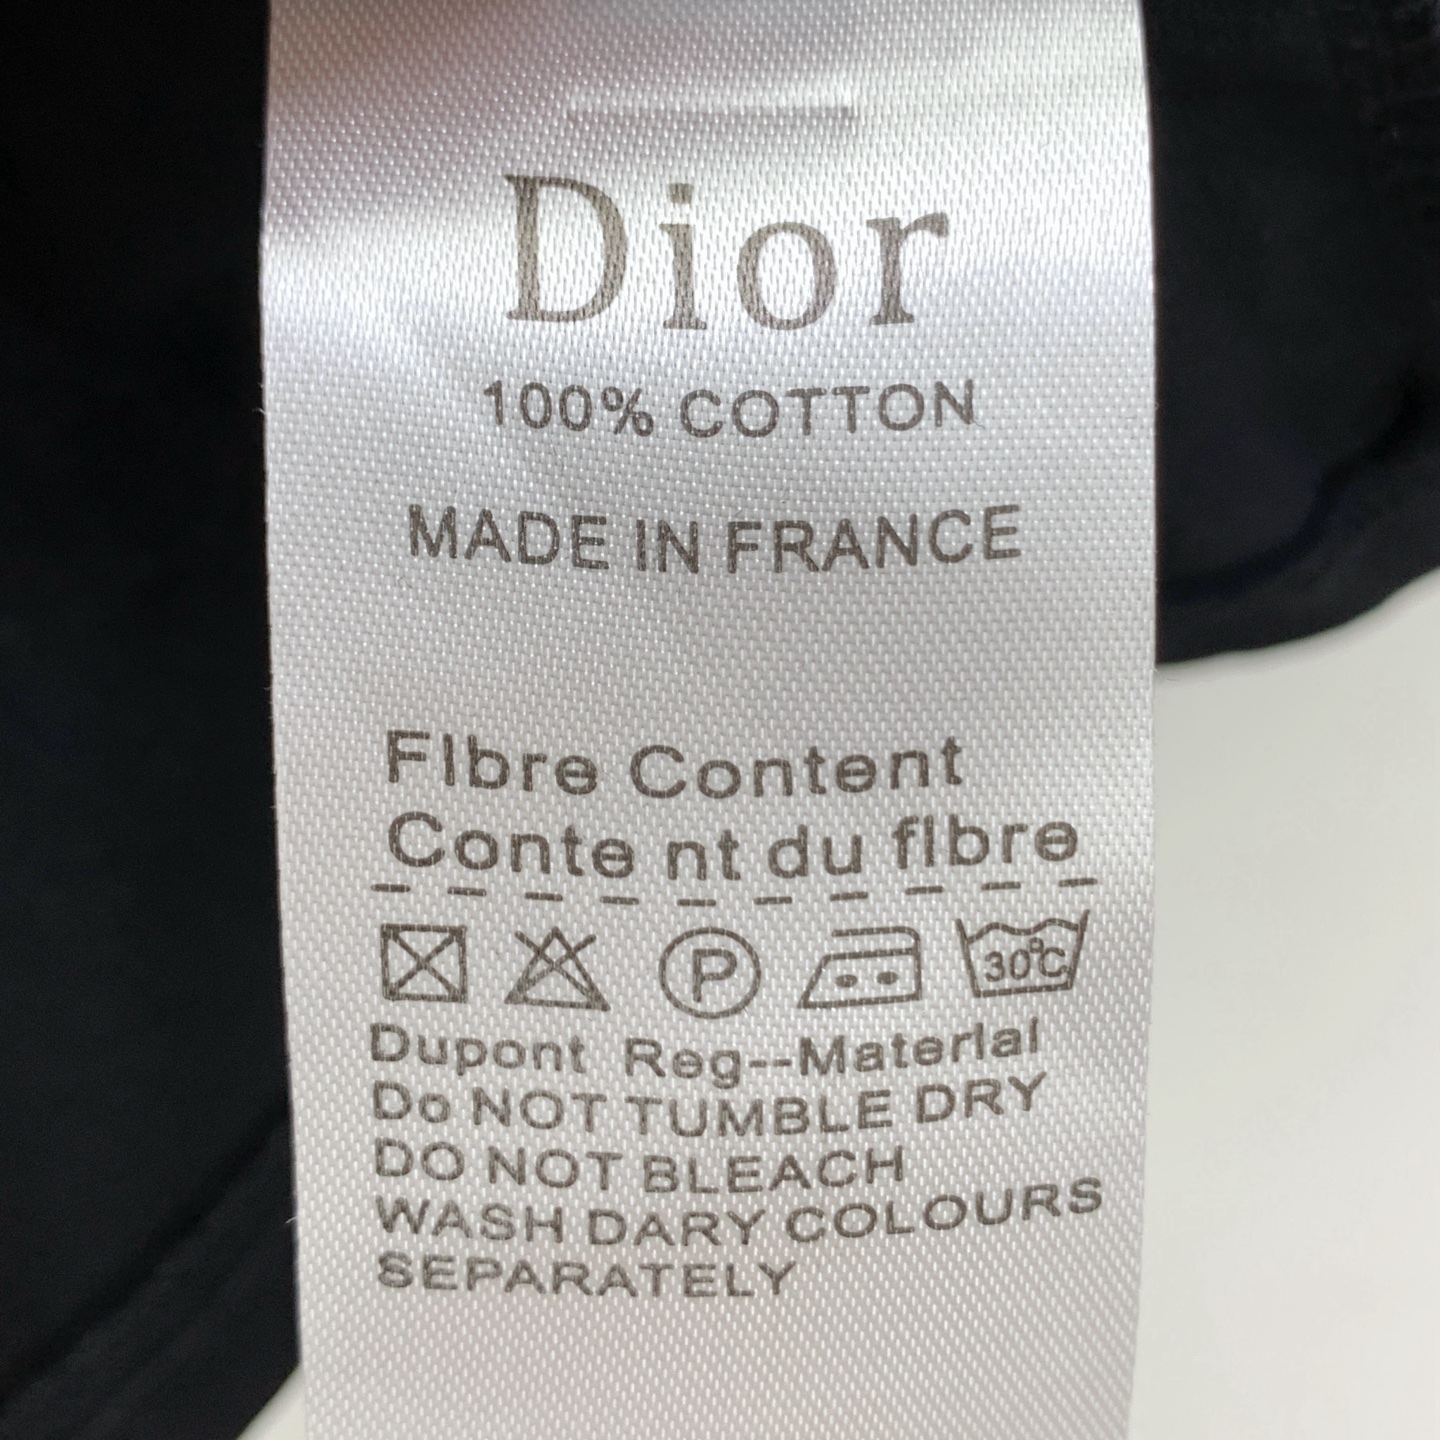 Dior
100% COTTON
MADE IN FRANCE
FIbre Content
Conte nt du fIbre
P 30°C
Dupont Reg--MaterIal
Do NOT TUMBLE DRY
DO NOT BLEACH
WASH DARY COLOURS
SEPARATELY